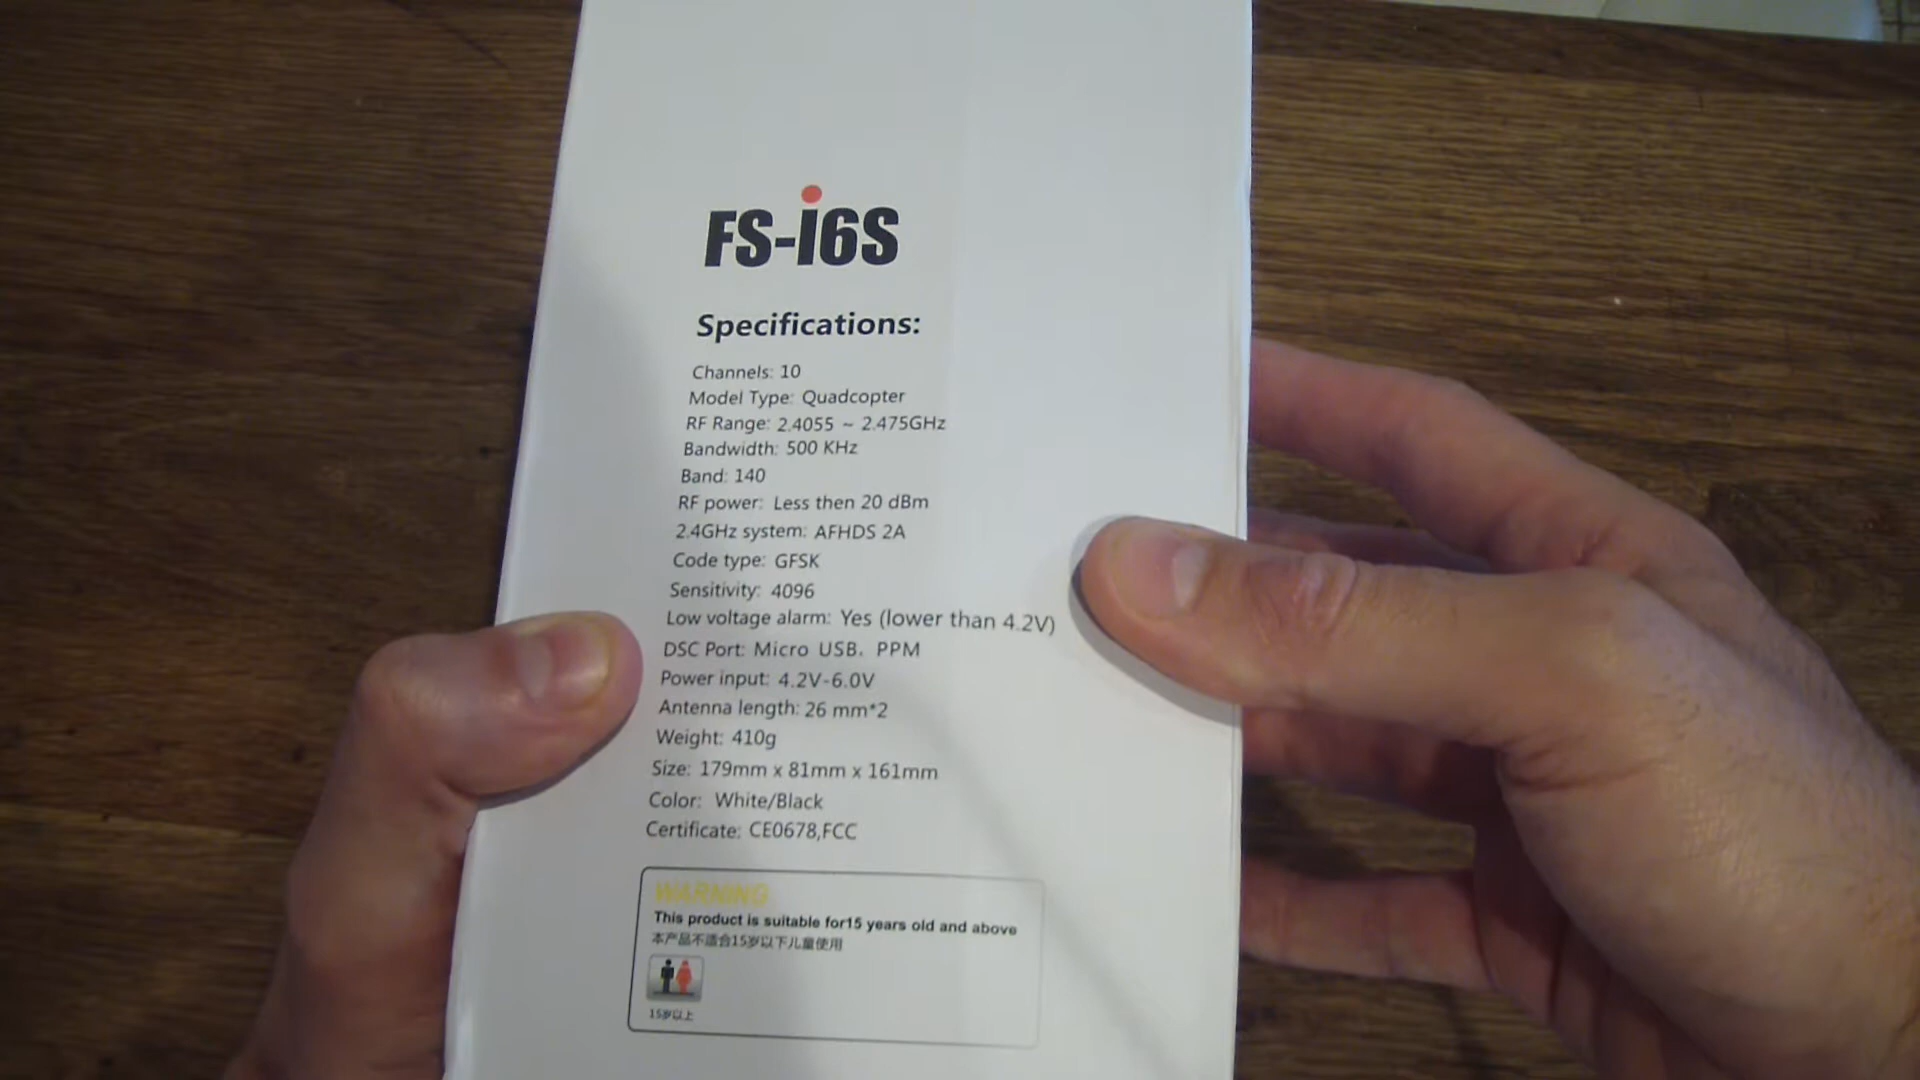 FS-i6S
Specifications:
Channels: 10
Model Type: Quadcopter
RF Range: 2.4055 ~ 2.475GHz
Bandwidth: 500 KHz
Band: 140
RF power: Less then 20 dBm
2.4GHz system: AFHDS 2A
Code type: GFSK
Sensitivity: 4096
Low voltage alarm: Yes (lower than 4.2V)
DSC Port: Micro USB, PPM
Power input: 4.2V-6.0V
Antenna length: 26 mm*2
Weight: 410g
Size: 179mm x 81mm x 161mm
Color: White/Black
Certificate: CE0678,FCC
WARNING
This product is suitable for15 years old and above
本产品不适合15岁以下儿童使用
15岁以上